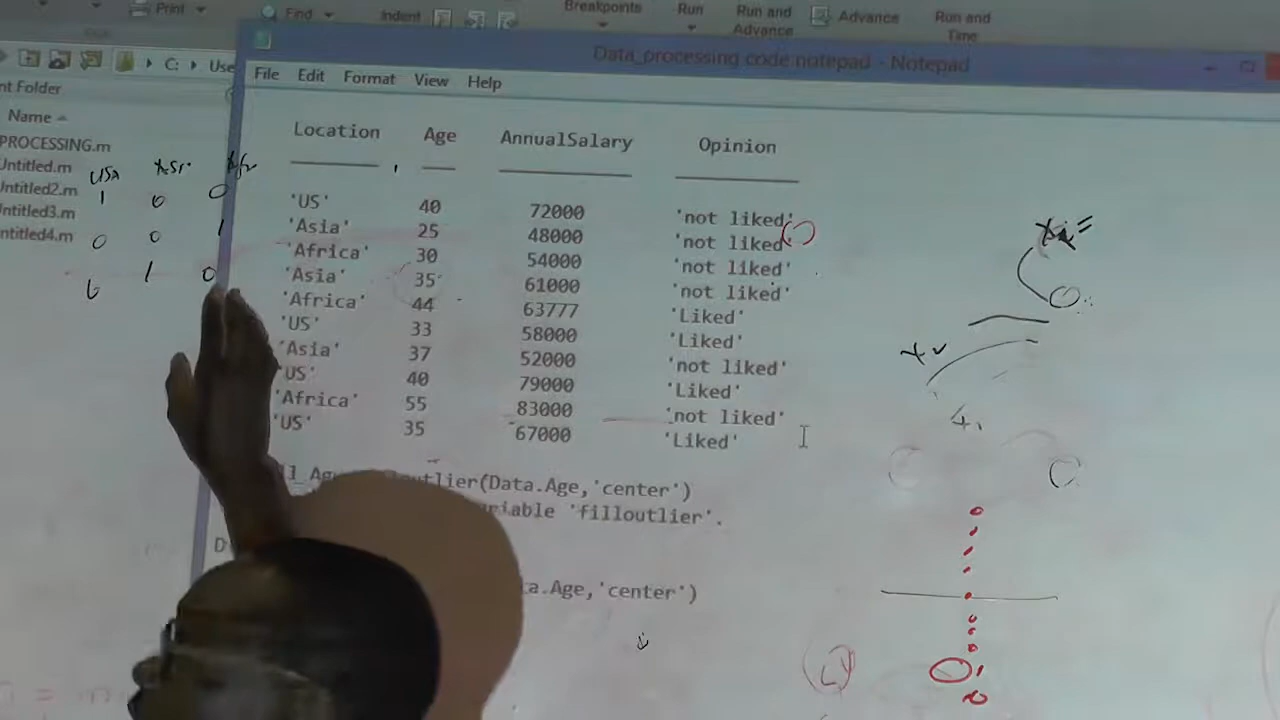 Print Find Indent Breakpoints Run Run and Advance Advance Run and Time
Data_processing code:notepad - Notepad
C: Use
File Edit Format View Help
nt Folder
Name
PROCESSING.m
Untitled.m
Untitled2.m
Untitled3.m
Untitled4.m
USA
1 0 0
0 0 1
0 1 0
Location Age AnnualSalary Opinion
'US' 40 72000 'not liked'
'Asia' 25 48000 'not liked'
'Africa' 30 54000 'not liked'
'Asia' 35 61000 'not liked'
'Africa' 44 63777 'Liked'
'US' 33 58000 'Liked'
'Asia' 37 52000 'not liked'
'US' 40 79000 'Liked'
'Africa' 55 83000 'not liked'
'US' 35 67000 'Liked'
ll_Ag outlier(Data.Age,'center')
riable 'filloutlier'.
D
ta.Age,'center')